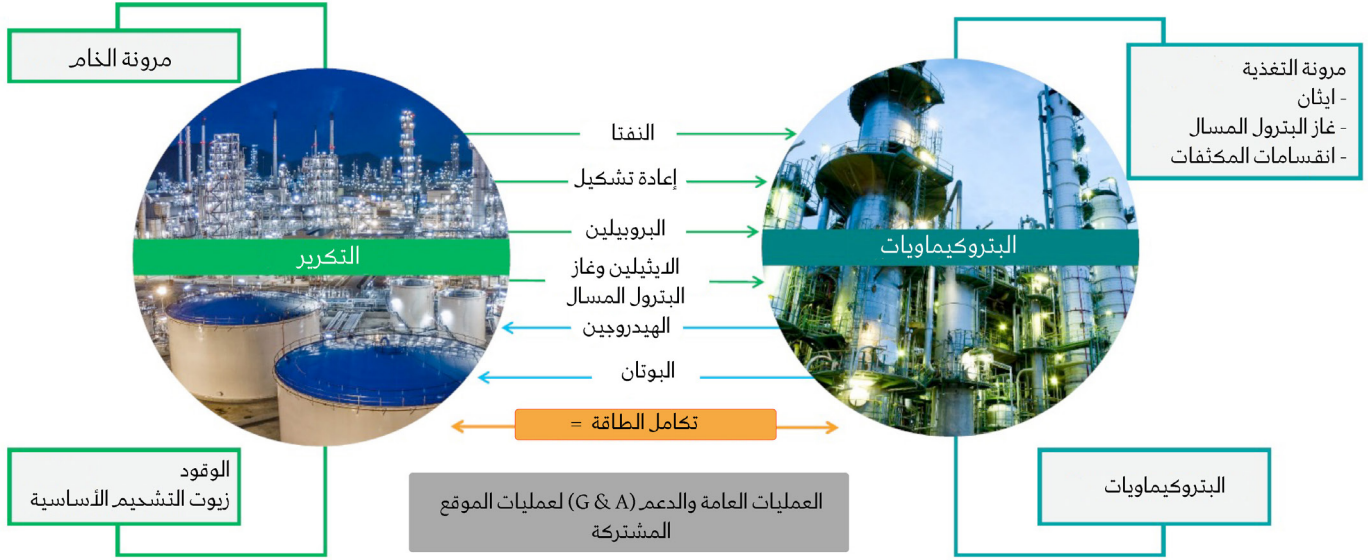 مرونة الخام
مرونة التغذية
- ايثان
- غاز البترول المسال
- انقسامات المكثفات
النفتا
إعادة تشكيل
البروبيلين
التكرير
البتروكيماويات
الايثيلين وغاز
البترول المسال
الهيدروجين
البوتان
تكامل الطاقة =
الوقود
زيوت التشحيم الأساسية
العمليات العامة والدعم (G & A) لعمليات الموقع
المشتركة
البتروكيماويات